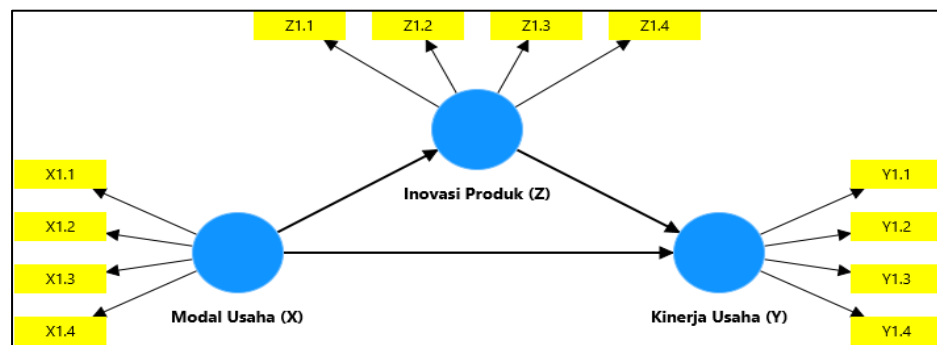 Z1.1
Z1.2
Z1.3
Z1.4
Inovasi Produk (Z)
X1.1
X1.2
X1.3
X1.4
Modal Usaha (X)
Y1.1
Y1.2
Y1.3
Y1.4
Kinerja Usaha (Y)